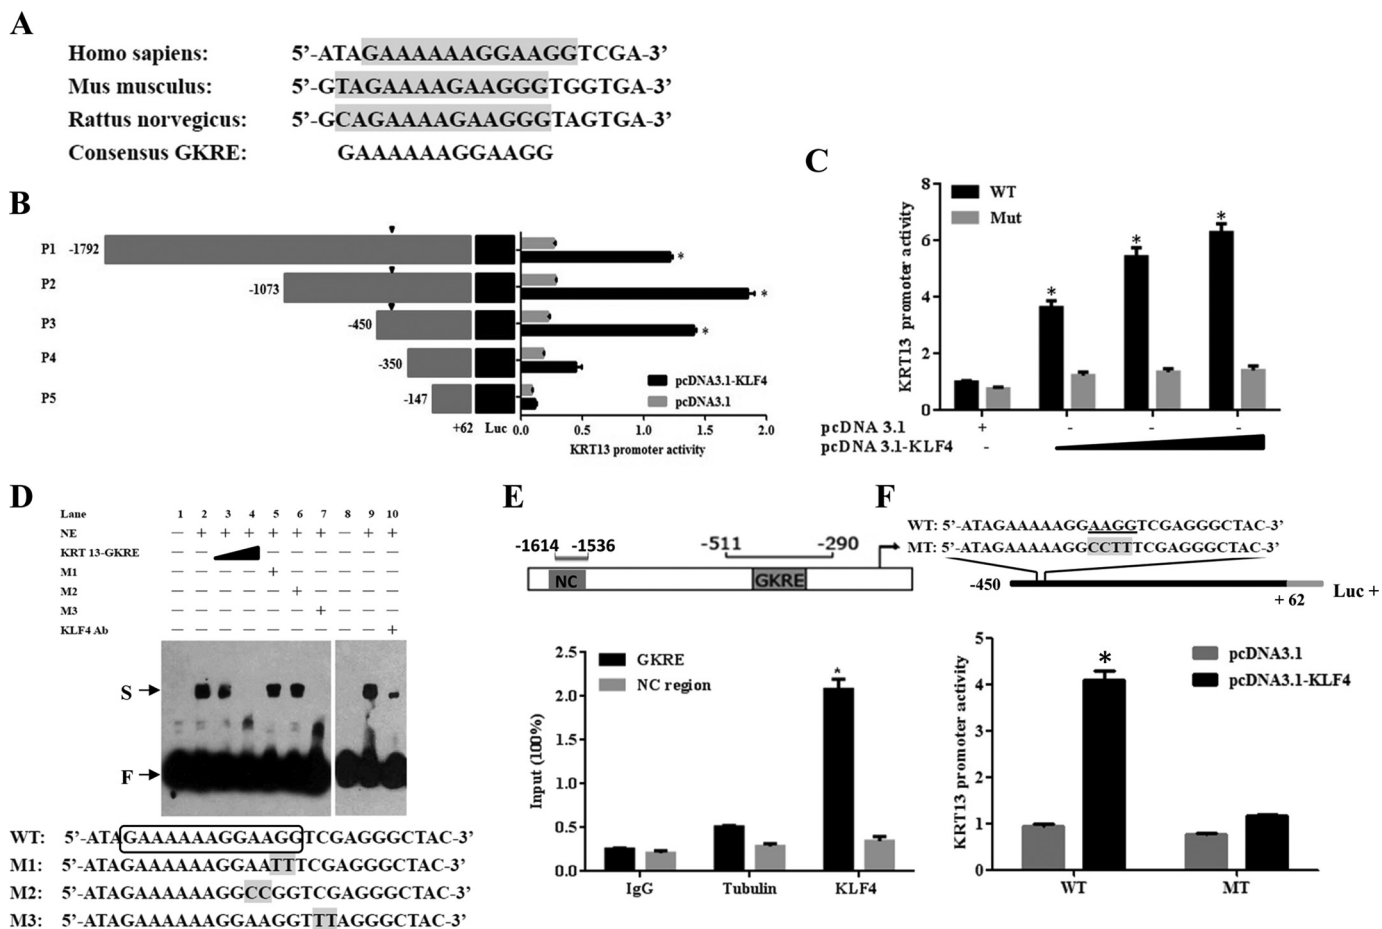 A
Homo sapiens: 5’-ATAGAAAAAAGGAAGGTCGA-3’
Mus musculus: 5’-GTAGAAAAGAAGGGTGGTGA-3’
Rattus norvegicus: 5’-GCAGAAAAGAAGGGTAGTGA-3’
Consensus GKRE: GAAAAAAGGAAGG
B
P1 -1792
P2 -1073
P3 -450
P4 -350
P5 -147
* * *
pcDNA3.1-KLF4
pcDNA3.1
+62 Luc 0.0 0.5 1.0 1.5 2.0
KRT13 promoter activity
C
KRT13 promoter activity
8
6
4
2
0
WT
Mut
* * *
pcDNA 3.1 + - - -
pcDNA 3.1-KLF4 -
D
Lane 1 2 3 4 5 6 7 8 9 10
NE — + + + + + + — + +
KRT 13-GKRE — — — — — — — —
M1 — — — — + — — — — —
M2 — — — — — + — — — —
M3 — — — — — — + — — —
KLF4 Ab — — — — — — — — — +
S
F
WT: 5’-ATAGAAAAAAGGAAGGTCGAGGGCTAC-3’
M1: 5’-ATAGAAAAAAGGAATTTCGAGGGCTAC-3’
M2: 5’-ATAGAAAAAAGGCCGGTCGAGGGCTAC-3’
M3: 5’-ATAGAAAAAAGGAAGGTTTAGGGCTAC-3’
E
-1614 -1536 -511 -290
NC GKRE
Input (100%)
2.5
2.0
1.5
1.0
0.5
0.0
GKRE
NC region
*
IgG Tubulin KLF4
F
WT: 5’-ATAGAAAAAGGAAGGTCGAGGGCTAC-3’
MT: 5’-ATAGAAAAAGGCCTTTCGAGGGCTAC-3’
-450 + 62 Luc +
KRT13 promoter activity
5
4
3
2
1
0
pcDNA3.1
pcDNA3.1-KLF4
*
WT MT